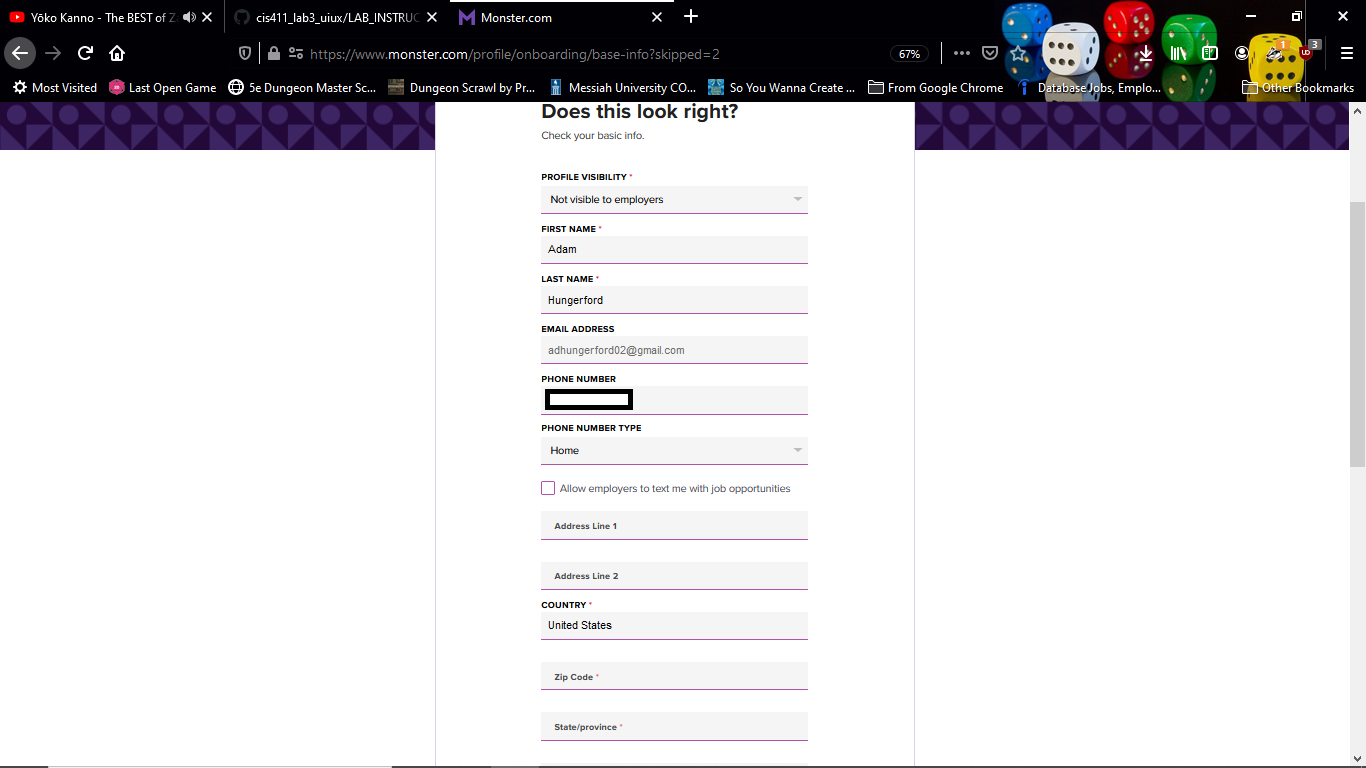 Yōko Kanno - The BEST of Z
cis411_lab3_uiux/LAB_INSTRUC
Monster.com
https://www.monster.com/profile/onboarding/base-info?skipped=2
67%
1
3
Most Visited
Last Open Game
5e Dungeon Master Sc...
Dungeon Scrawl by Pr...
Messiah University CO...
So You Wanna Create ...
From Google Chrome
Database Jobs, Emplo...
Other Bookmarks
Does this look right?
Check your basic info.
PROFILE VISIBILITY *
Not visible to employers
FIRST NAME *
Adam
LAST NAME *
Hungerford
EMAIL ADDRESS
adhungerford02@gmail.com
PHONE NUMBER
PHONE NUMBER TYPE
Home
Allow employers to text me with job opportunities
Address Line 1
Address Line 2
COUNTRY *
United States
Zip Code *
State/province *